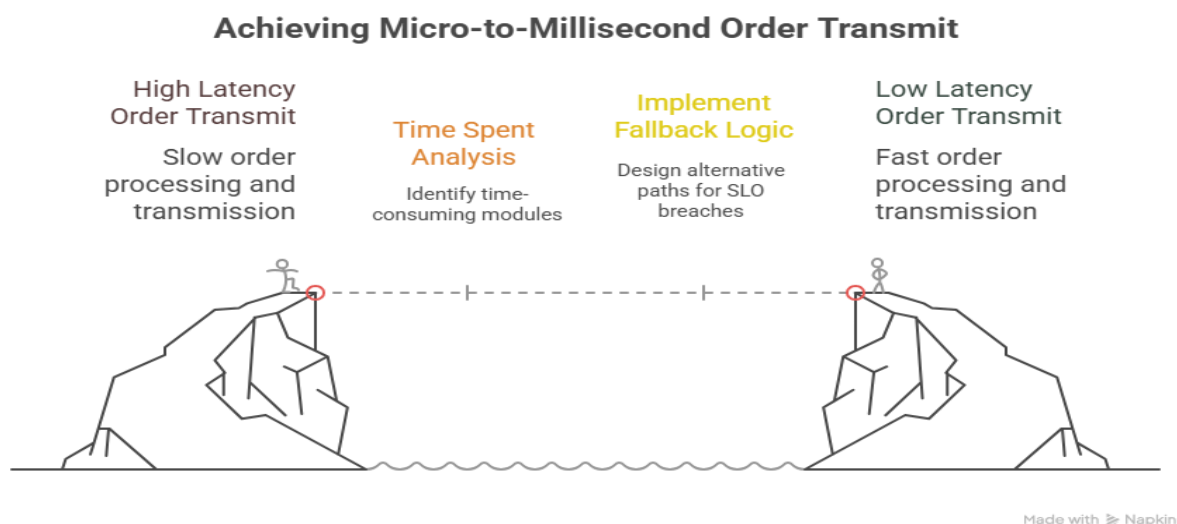 Achieving Micro-to-Millisecond Order Transmit
High Latency
Order Transmit
Slow order
processing and
transmission
Time Spent
Analysis
Identify time-
consuming modules
Implement
Fallback Logic
Design alternative
paths for SLO
breaches
Low Latency
Order Transmit
Fast order
processing and
transmission
Made with Napkin